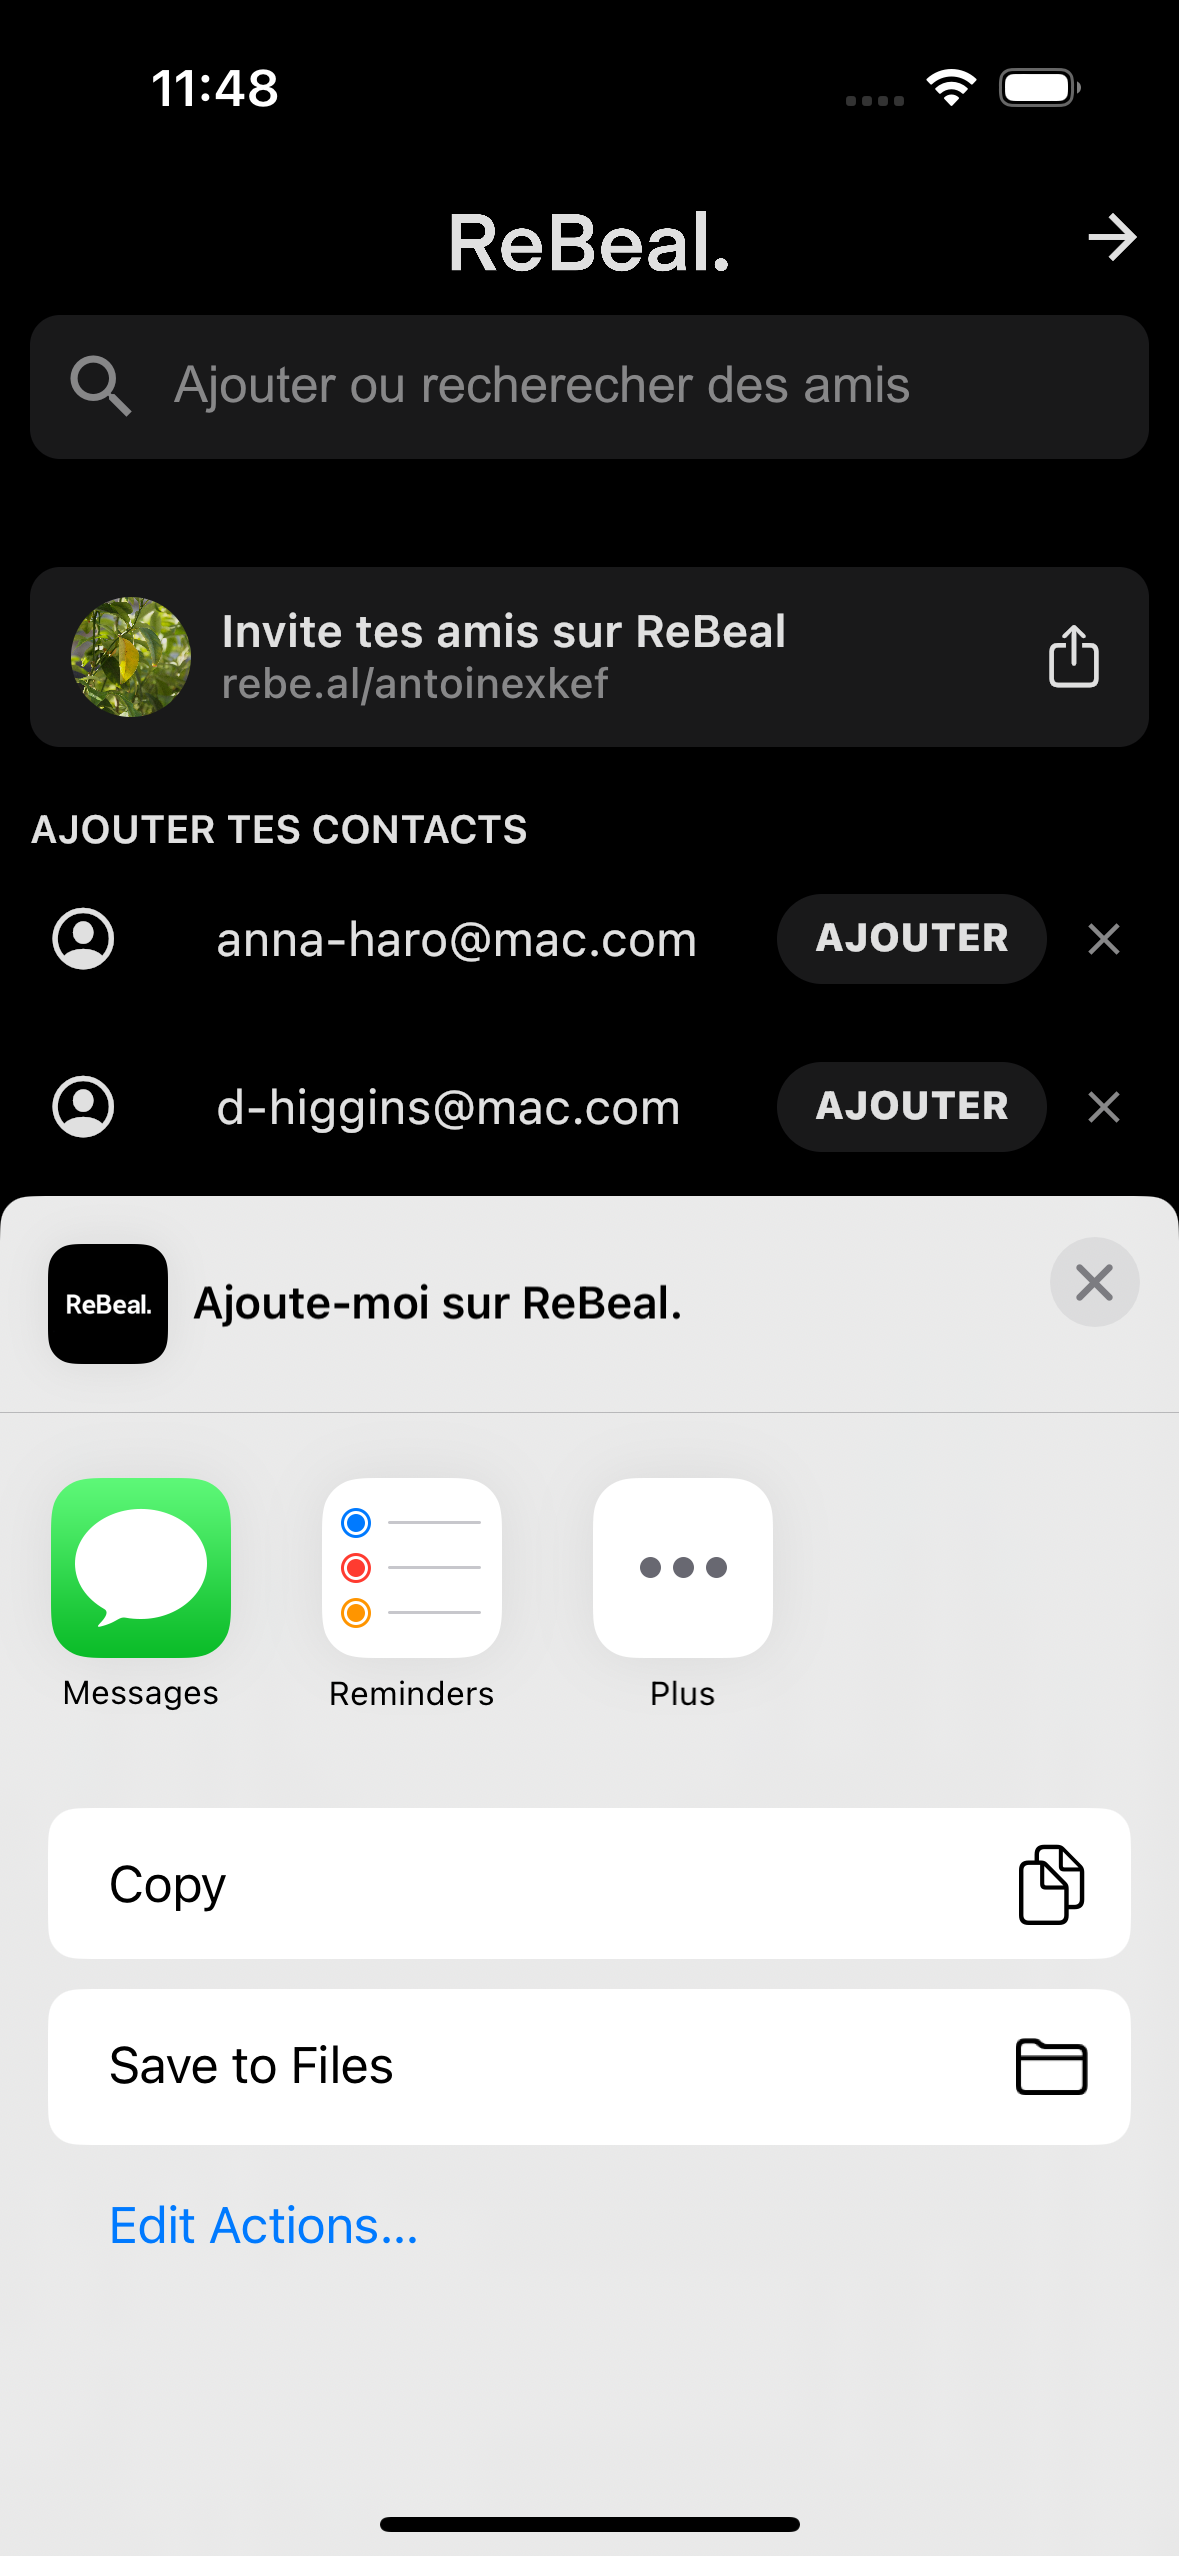 11:48
ReBeal.
Ajouter ou recherecher des amis
Invite tes amis sur ReBeal
rebe.al/antoinexkef
AJOUTER TES CONTACTS
anna-haro@mac.com AJOUTER
d-higgins@mac.com AJOUTER
ReBeal. Ajoute-moi sur ReBeal.
Messages Reminders Plus
Copy
Save to Files
Edit Actions...